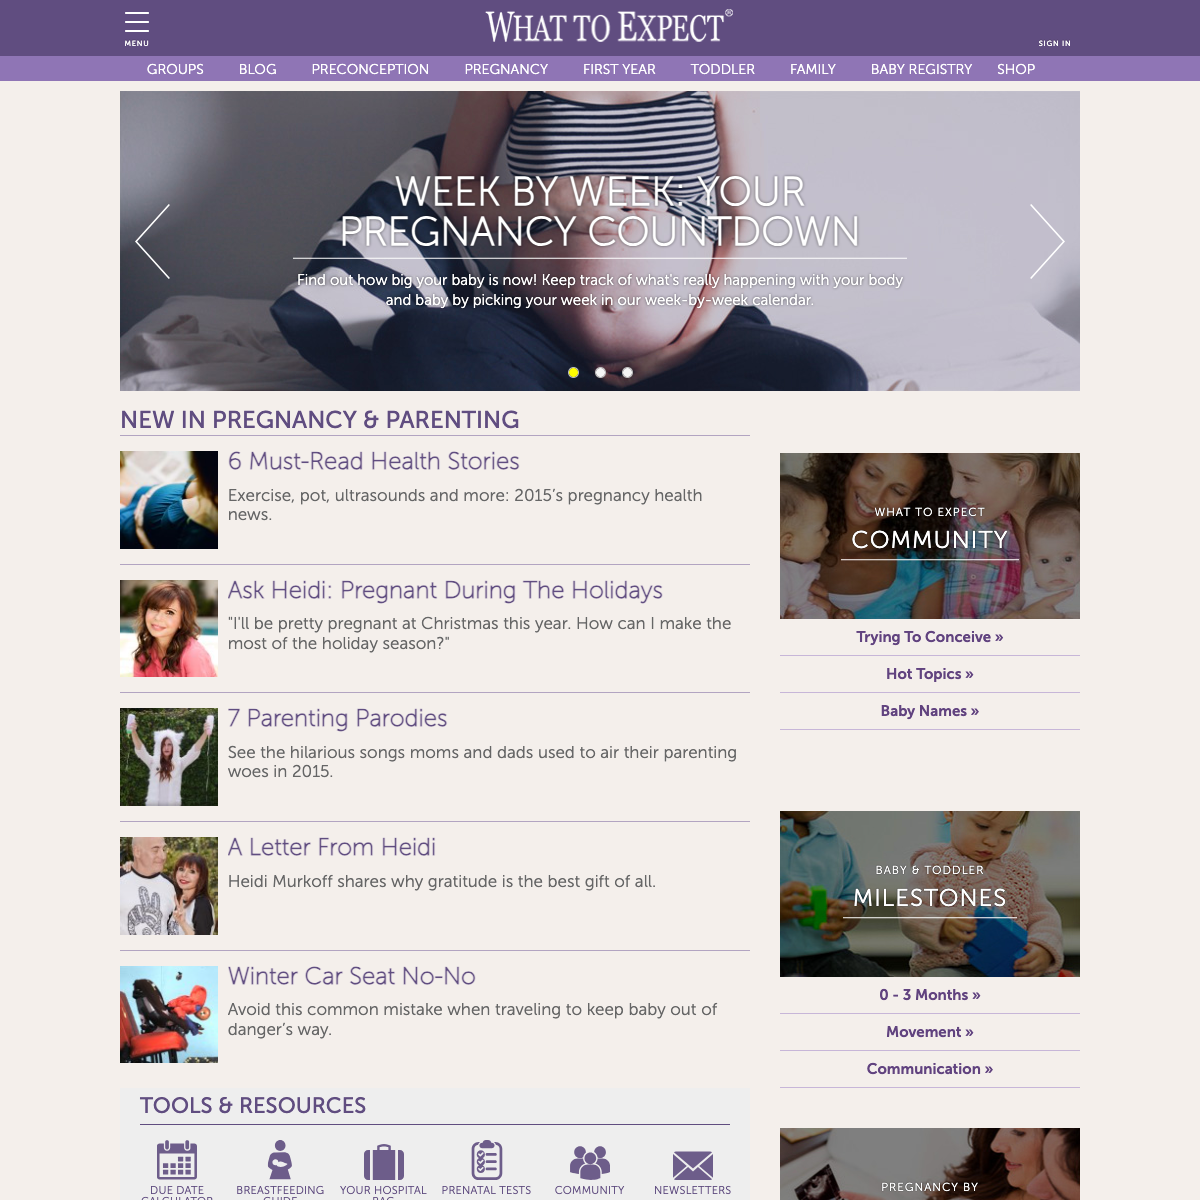 MENU
WHAT TO EXPECT®
SIGN IN
GROUPS BLOG PRECONCEPTION PREGNANCY FIRST YEAR TODDLER FAMILY BABY REGISTRY SHOP
WEEK BY WEEK: YOUR
PREGNANCY COUNTDOWN
Find out how big your baby is now! Keep track of what's really happening with your body
and baby by picking your week in our week-by-week calendar.
NEW IN PREGNANCY & PARENTING
6 Must-Read Health Stories
Exercise, pot, ultrasounds and more: 2015’s pregnancy health
news.
Ask Heidi: Pregnant During The Holidays
"I'll be pretty pregnant at Christmas this year. How can I make the
most of the holiday season?"
7 Parenting Parodies
See the hilarious songs moms and dads used to air their parenting
woes in 2015.
A Letter From Heidi
Heidi Murkoff shares why gratitude is the best gift of all.
Winter Car Seat No-No
Avoid this common mistake when traveling to keep baby out of
danger’s way.
TOOLS & RESOURCES
DUE DATE
CALCULATOR
BREASTFEEDING
GUIDE
YOUR HOSPITAL
BAG
PRENATAL TESTS
COMMUNITY
NEWSLETTERS
WHAT TO EXPECT
COMMUNITY
Trying To Conceive »
Hot Topics »
Baby Names »
BABY & TODDLER
MILESTONES
0 - 3 Months »
Movement »
Communication »
PREGNANCY BY